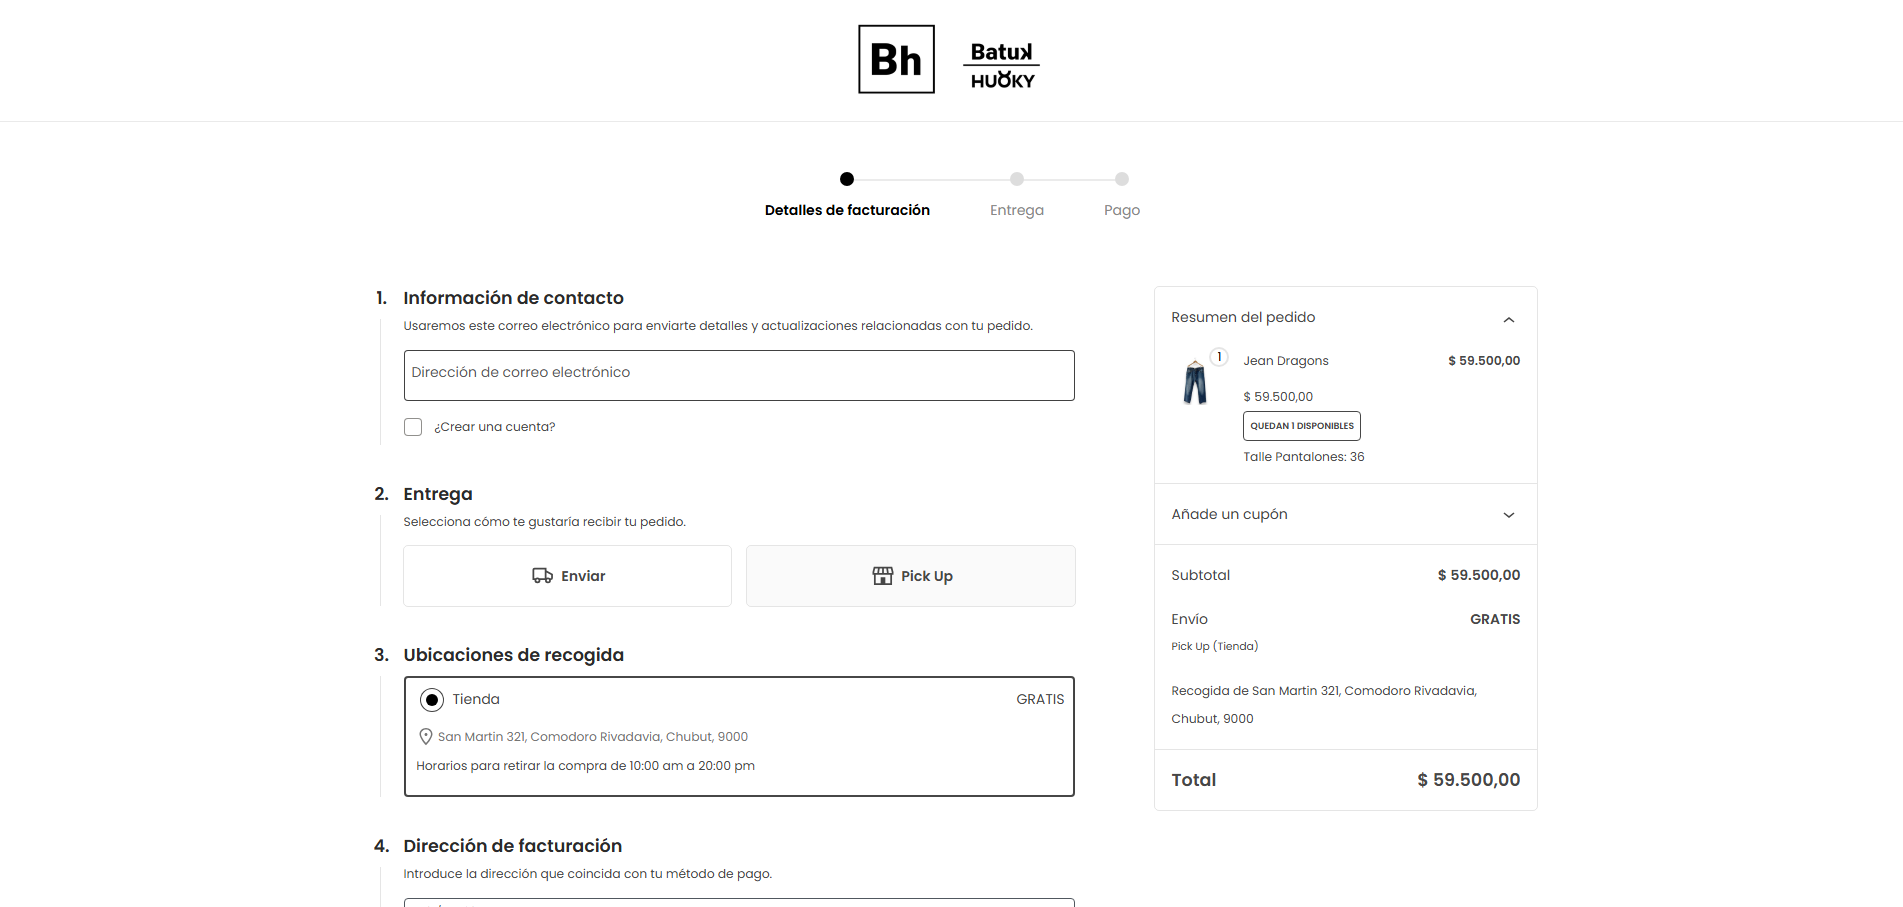 Bh
Batuk
HUOKY
Detalles de facturación
Entrega
Pago
1. Información de contacto
Usaremos este correo electrónico para enviarte detalles y actualizaciones relacionadas con tu pedido.
Dirección de correo electrónico
¿Crear una cuenta?
2. Entrega
Selecciona cómo te gustaría recibir tu pedido.
Enviar
Pick Up
3. Ubicaciones de recogida
Tienda GRATIS
San Martin 321, Comodoro Rivadavia, Chubut, 9000
Horarios para retirar la compra de 10:00 am a 20:00 pm
4. Dirección de facturación
Introduce la dirección que coincida con tu método de pago.
Resumen del pedido
1
Jean Dragons $ 59.500,00
$ 59.500,00
QUEDAN 1 DISPONIBLES
Talle Pantalones: 36
Añade un cupón
Subtotal $ 59.500,00
Envío GRATIS
Pick Up (Tienda)
Recogida de San Martin 321, Comodoro Rivadavia,
Chubut, 9000
Total $ 59.500,00